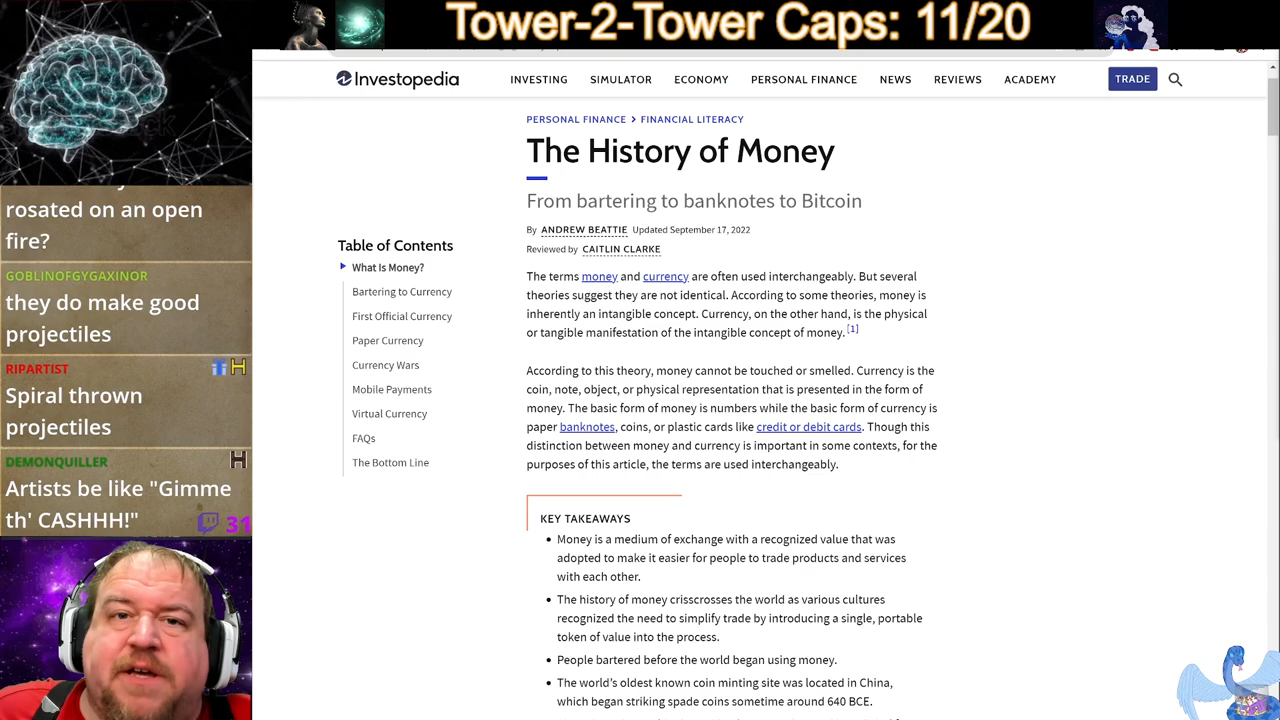 Tower-2-Tower Caps: 11/20
Investopedia
INVESTING
SIMULATOR
ECONOMY
PERSONAL FINANCE
NEWS
REVIEWS
ACADEMY
TRADE
PERSONAL FINANCE > FINANCIAL LITERACY
The History of Money
From bartering to banknotes to Bitcoin
By ANDREW BEATTIE Updated September 17, 2022
Reviewed by CAITLIN CLARKE
Table of Contents
What Is Money?
Bartering to Currency
First Official Currency
Paper Currency
Currency Wars
Mobile Payments
Virtual Currency
FAQs
The Bottom Line
The terms money and currency are often used interchangeably. But several
theories suggest they are not identical. According to some theories, money is
inherently an intangible concept. Currency, on the other hand, is the physical
or tangible manifestation of the intangible concept of money. [1]
According to this theory, money cannot be touched or smelled. Currency is the
coin, note, object, or physical representation that is presented in the form of
money. The basic form of money is numbers while the basic form of currency is
paper banknotes, coins, or plastic cards like credit or debit cards. Though this
distinction between money and currency is important in some contexts, for the
purposes of this article, the terms are used interchangeably.
KEY TAKEAWAYS
• Money is a medium of exchange with a recognized value that was
adopted to make it easier for people to trade products and services
with each other.
• The history of money crisscrosses the world as various cultures
recognized the need to simplify trade by introducing a single, portable
token of value into the process.
• People bartered before the world began using money.
• The world's oldest known coin minting site was located in China,
which began striking spade coins sometime around 640 BCE.
rosated on an open
fire?
GOBLINOFGYGAXINOR
they do make good
projectiles
RIPARTIST
H
Spiral thrown
projectiles
DEMONQUILLER
H
Artists be like "Gimme
th' CASHHH!"
31